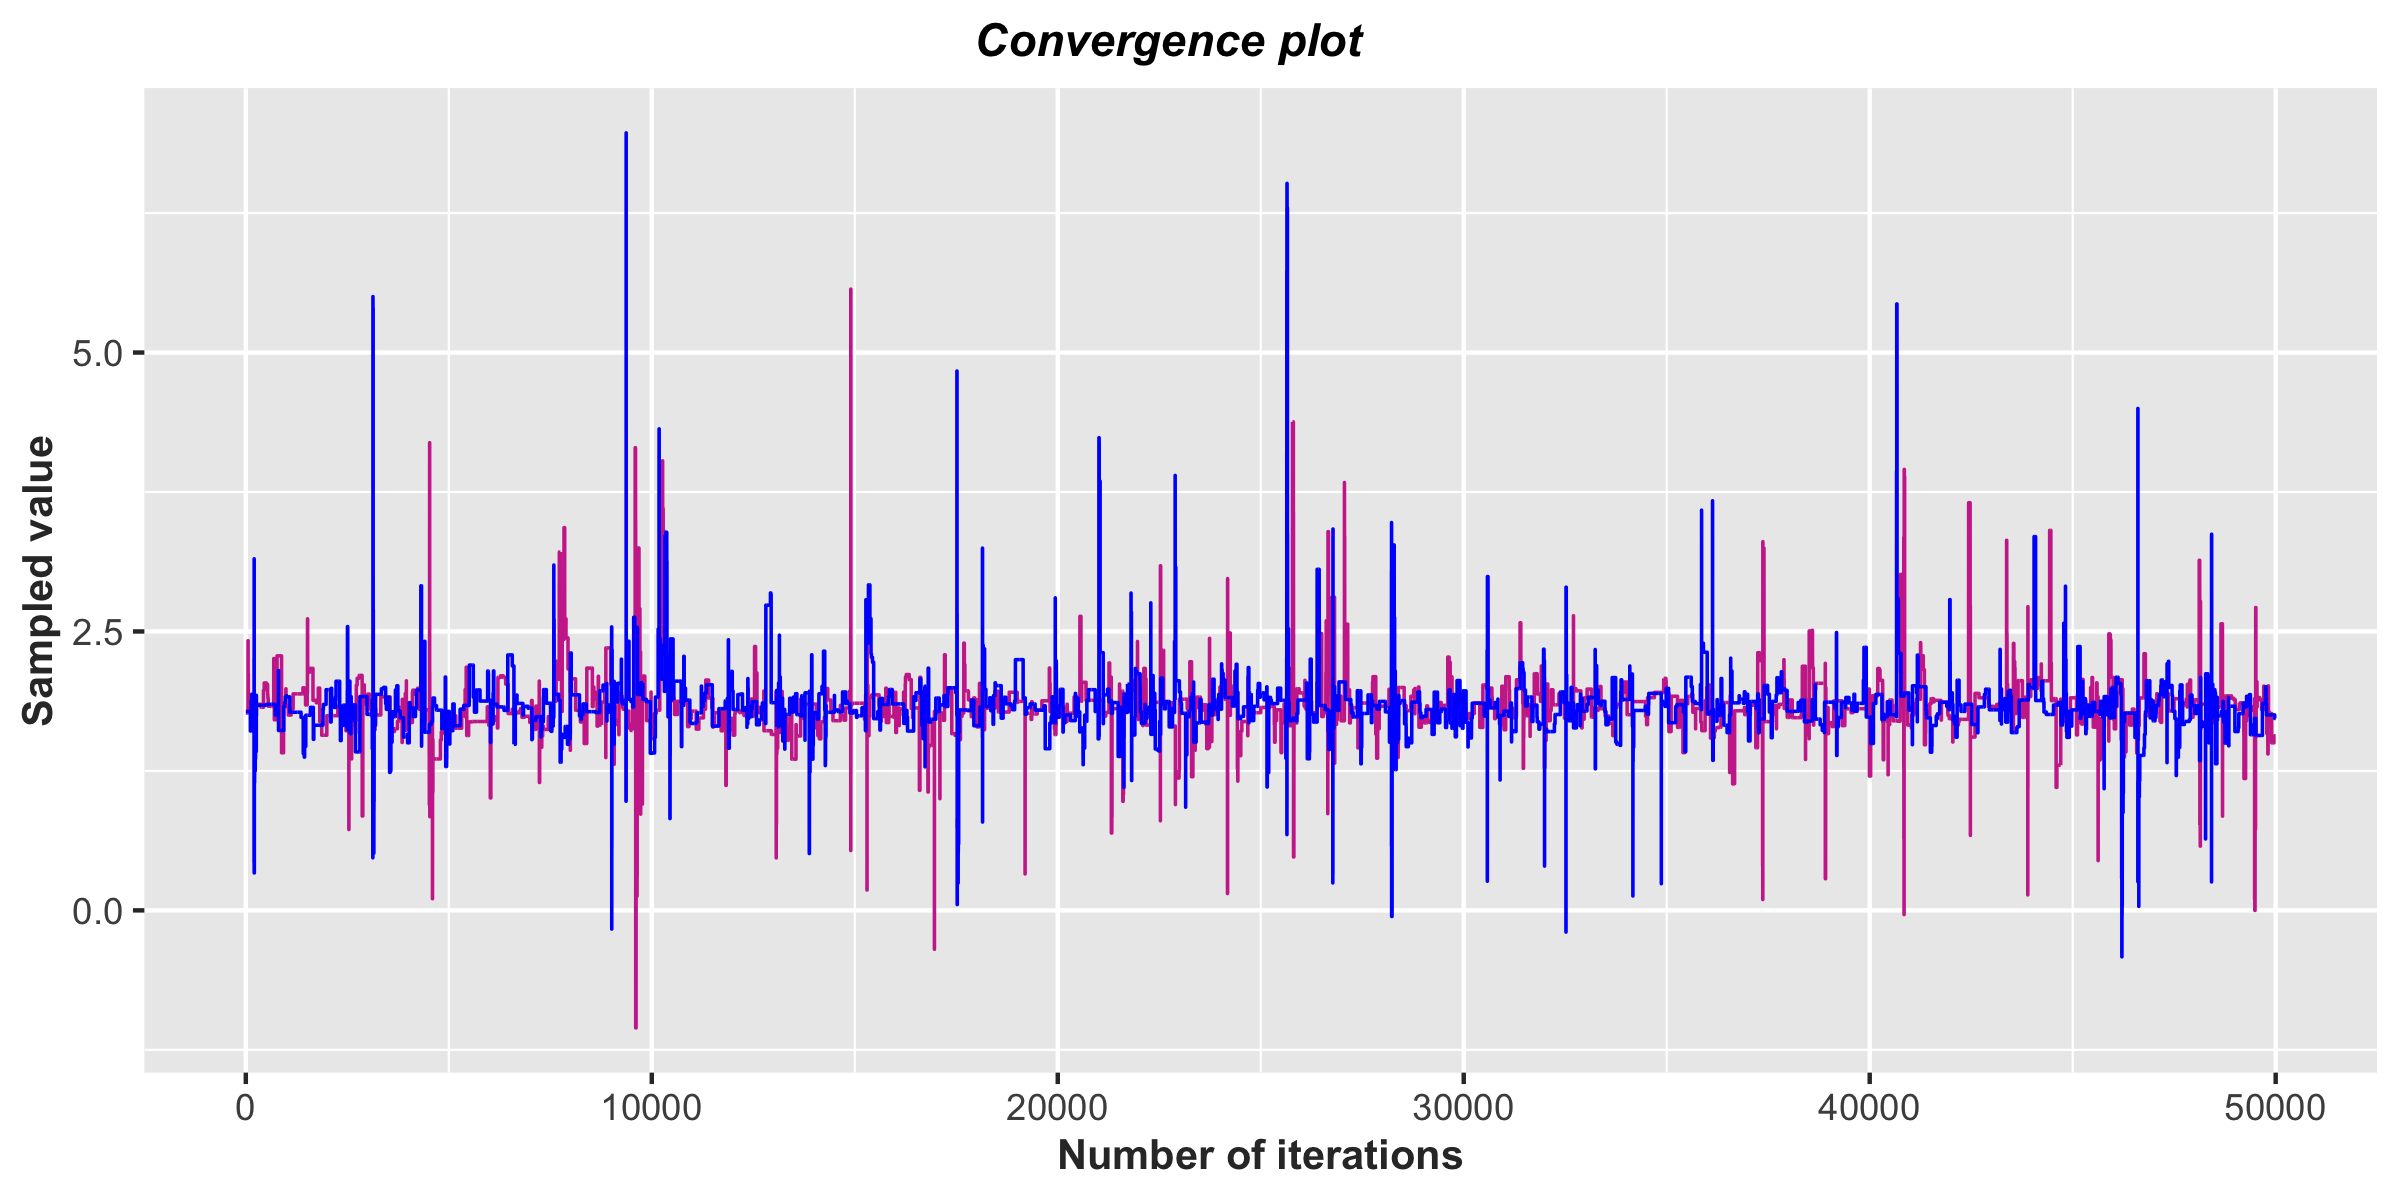 Convergence plot
Sampled value
5.0
2.5
0.0
0 10000 20000 30000 40000 50000
Number of iterations